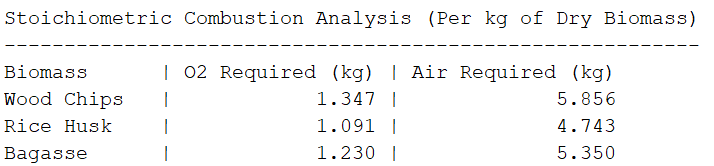 Stoichiometric Combustion Analysis (Per kg of Dry Biomass)
----------------------------------------------------------
Biomass      | O2 Required (kg) | Air Required (kg)
Wood Chips   |            1.347 |             5.856
Rice Husk    |            1.091 |             4.743
Bagasse      |            1.230 |             5.350